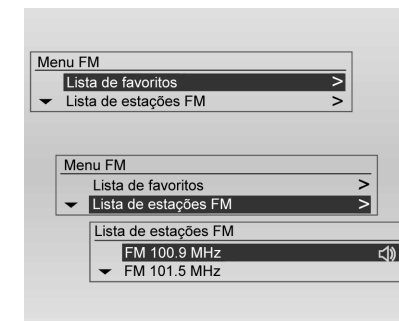 Menu FM
Lista de favoritos >
Lista de estações FM >
Menu FM
Lista de favoritos >
Lista de estações FM >
Lista de estações FM
FM 100.9 MHz
FM 101.5 MHz